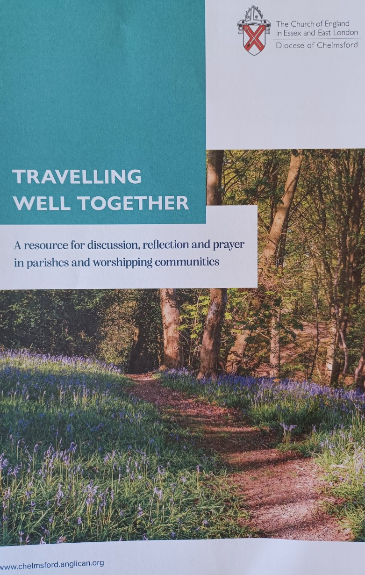 The Church of England
in Essex and East London
Diocese of Chelmsford
TRAVELLING
WELL TOGETHER
A resource for discussion, reflection and prayer
in parishes and worshipping communities
www.chelmsford.anglican.org